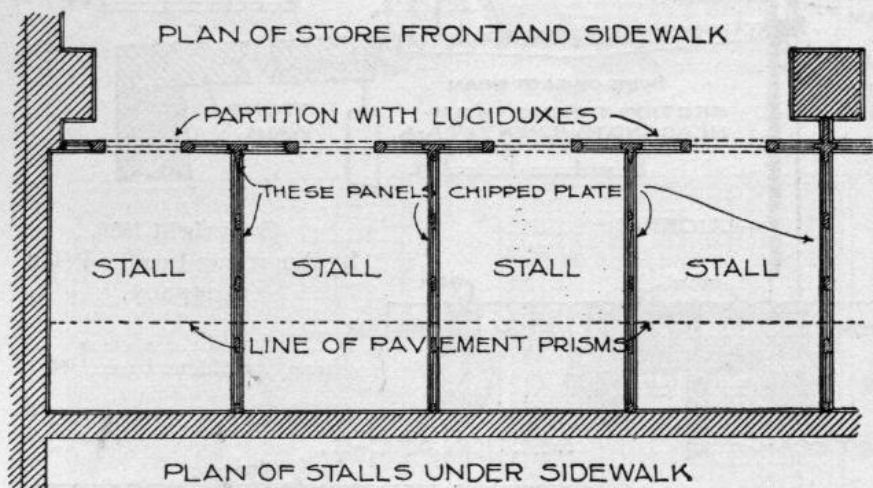 PLAN OF STORE FRONT AND SIDEWALK
PARTITION WITH LUCIDUXES
THESE PANELS CHIPPED PLATE
STALL STALL STALL STALL
LINE OF PAVEMENT PRISMS
PLAN OF STALLS UNDER SIDEWALK